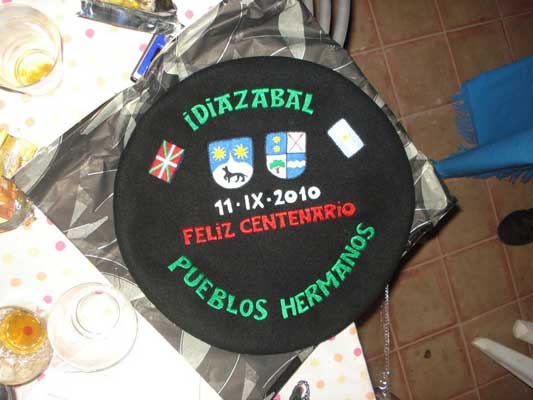 iDiAZABAL
11·IX·2010
FELiZ CENTENARiO
PUEBLOS HERMANOS